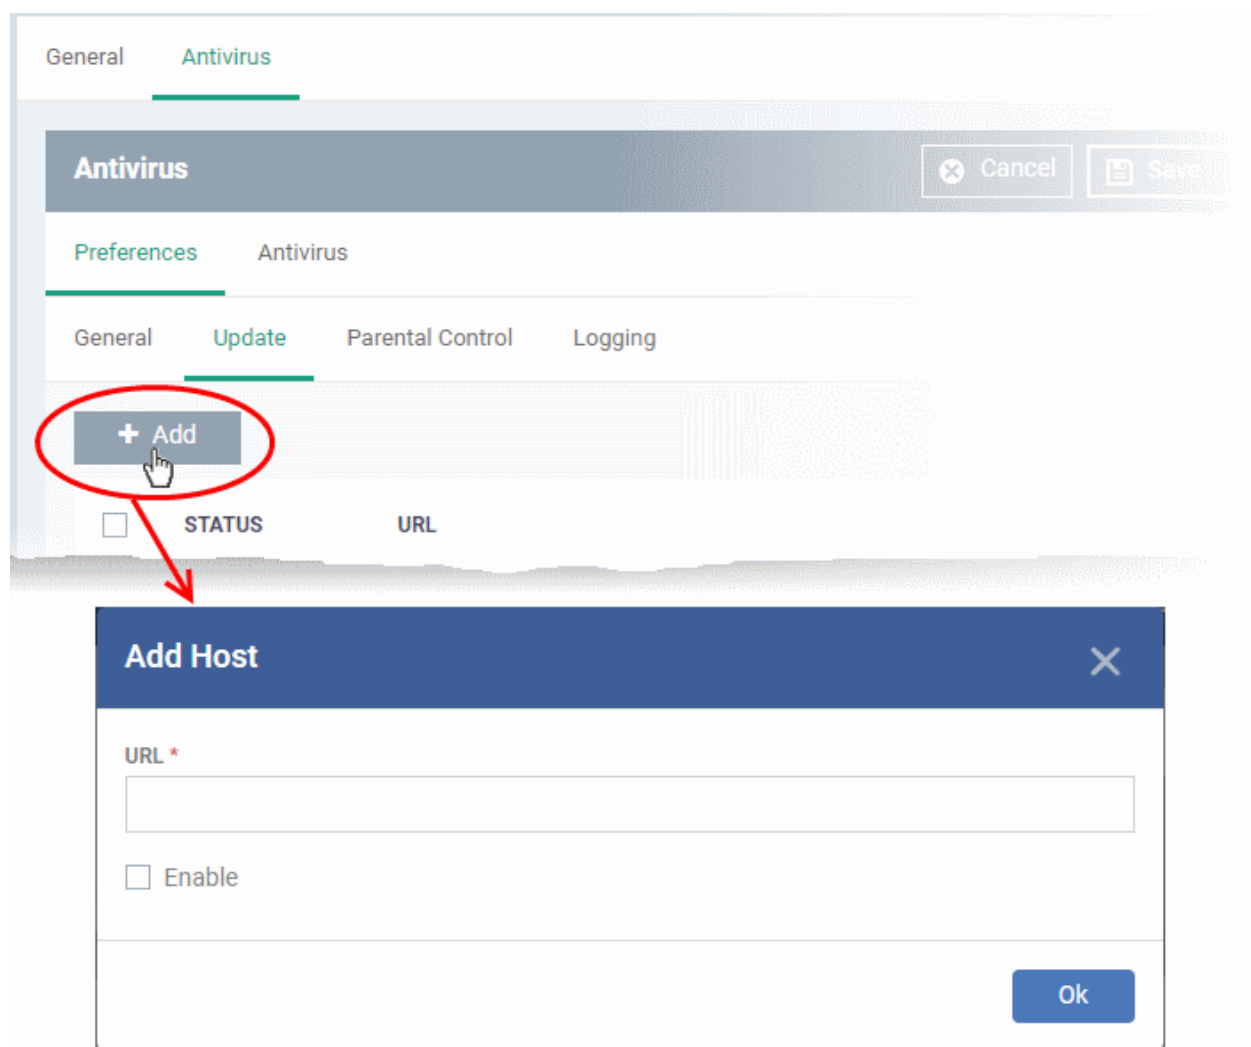 General Antivirus
Antivirus Cancel Save
Preferences Antivirus
General Update Parental Control Logging
Add
STATUS URL
Add Host
URL *
Enable
Ok